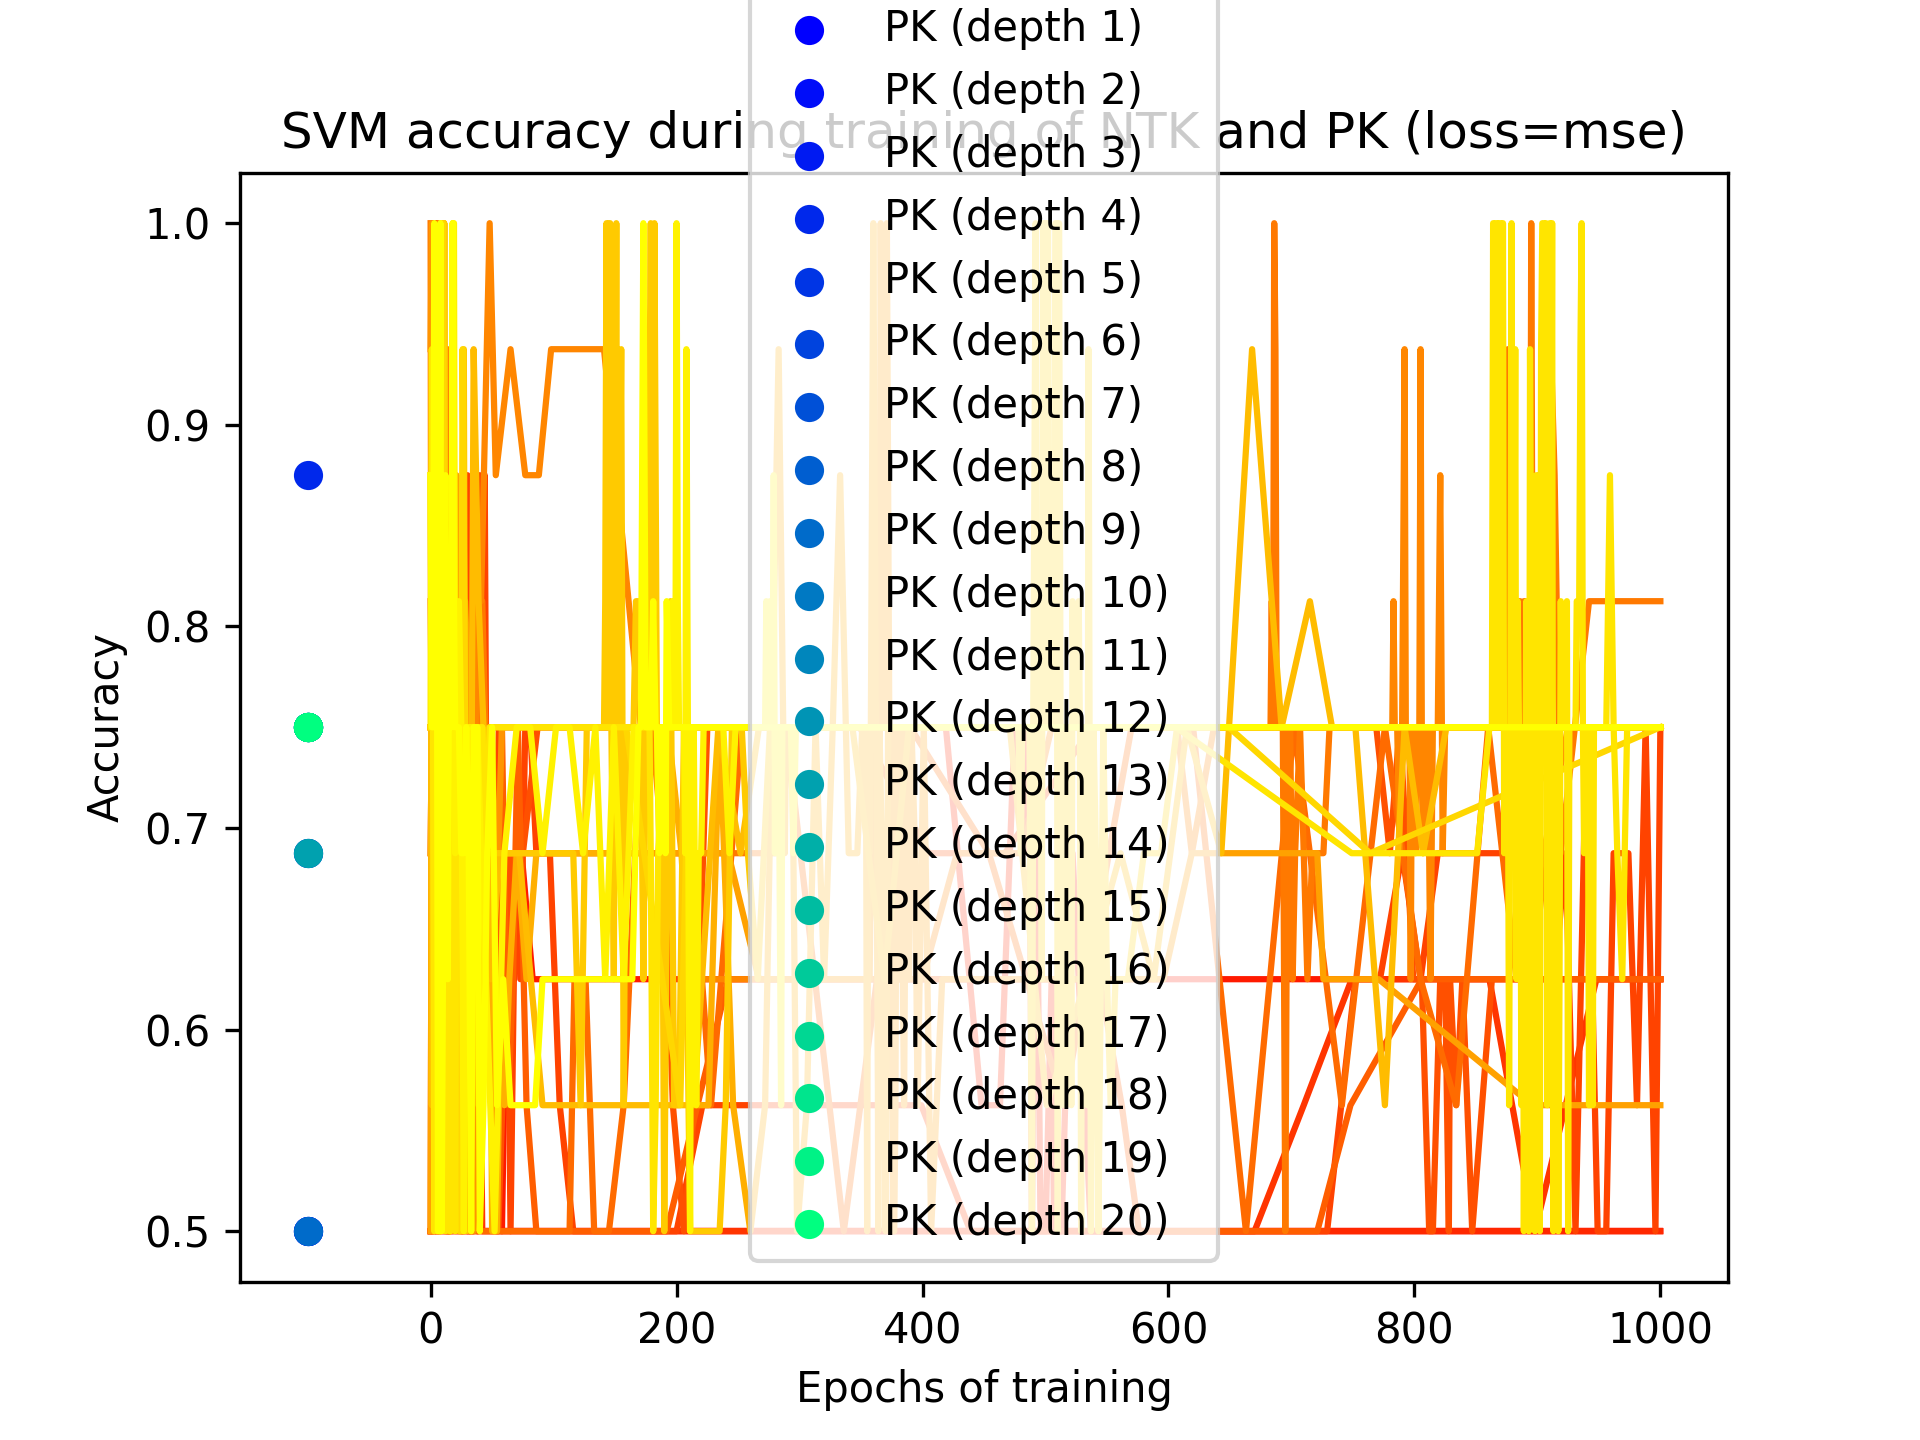 PK (depth 1)
PK (depth 2)
SVM accuracy during training of NTK and PK (loss=mse)
PK (depth 3)
PK (depth 4)
PK (depth 5)
PK (depth 6)
PK (depth 7)
PK (depth 8)
PK (depth 9)
PK (depth 10)
PK (depth 11)
PK (depth 12)
PK (depth 13)
PK (depth 14)
PK (depth 15)
PK (depth 16)
PK (depth 17)
PK (depth 18)
PK (depth 19)
PK (depth 20)
1.0
0.9
0.8
0.7
0.6
0.5
Accuracy
0 200 400 600 800 1000
Epochs of training